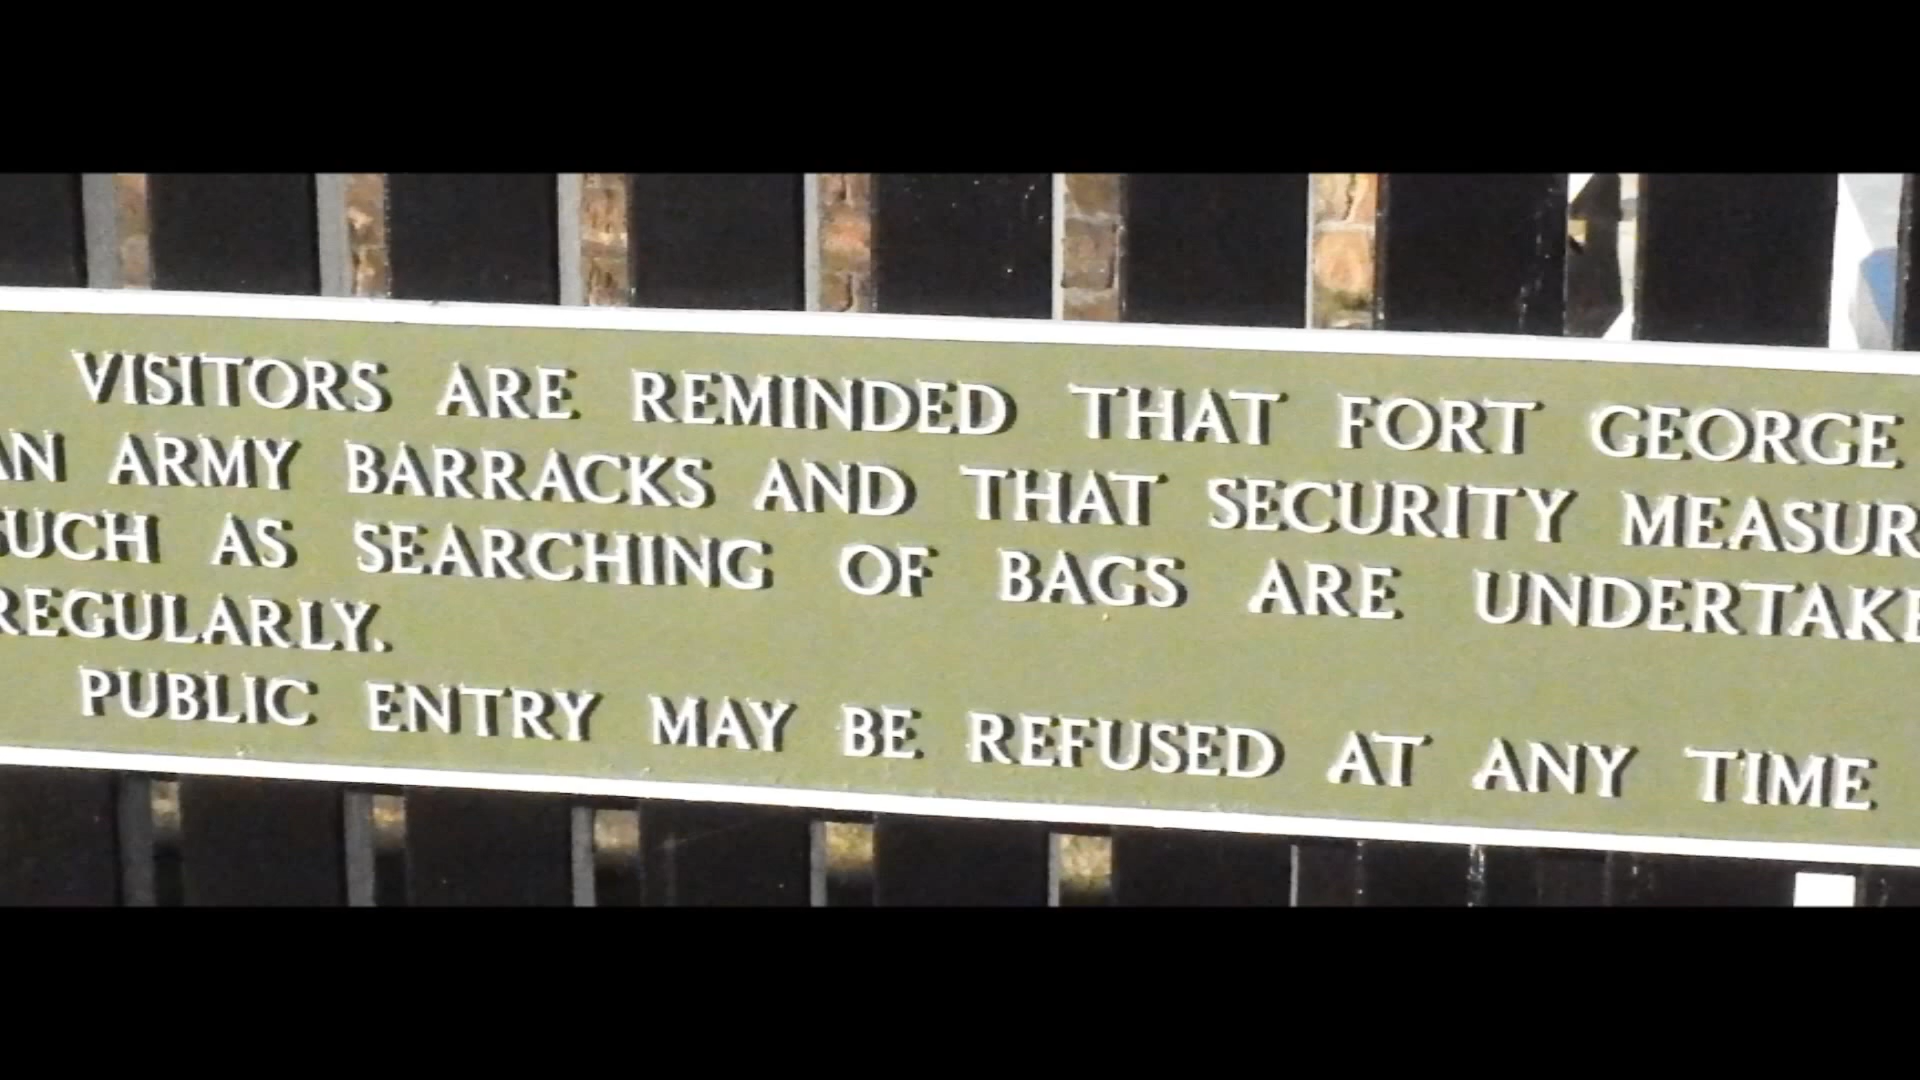 VISITORS ARE REMINDED THAT FORT GEORGE
AN ARMY BARRACKS AND THAT SECURITY MEASUR
SUCH AS SEARCHING OF BAGS ARE UNDERTAKE
REGULARLY.
PUBLIC ENTRY MAY BE REFUSED AT ANY TIME